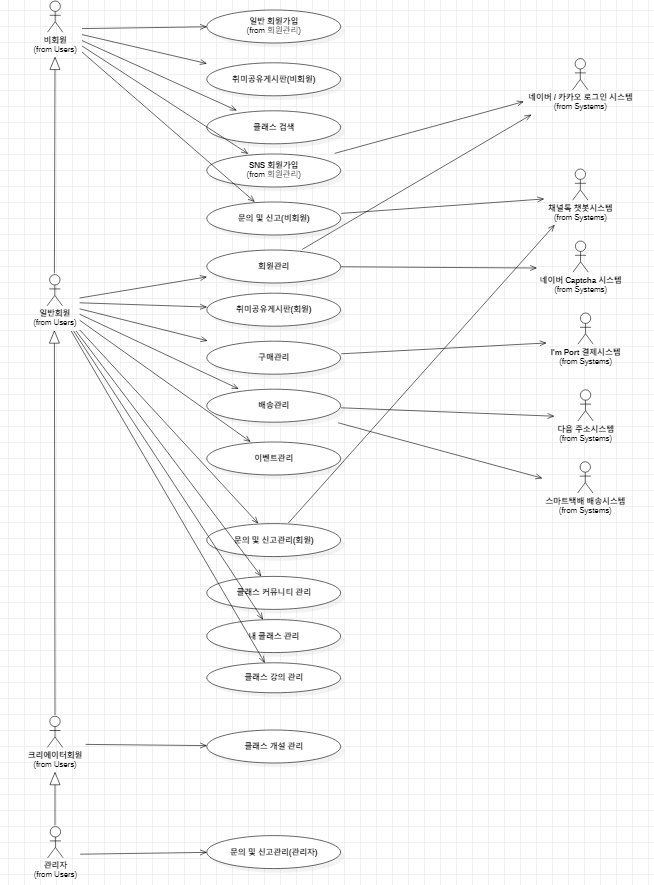 비회원
(from Users)
일반 회원가입
(from 회원관리)
취미공유게시판(비회원)
클래스 검색
SNS 회원가입
(from 회원관리)
문의 및 신고(비회원)
네이버 / 카카오 로그인 시스템
(from Systems)
채널톡 챗봇시스템
(from Systems)
일반회원
(from Users)
회원관리
취미공유게시판(회원)
구매관리
배송관리
이벤트관리
문의 및 신고관리(회원)
클래스 커뮤니티 관리
내 클래스 관리
클래스 강의 관리
네이버 Captcha 시스템
(from Systems)
I'm Port 결제시스템
(from Systems)
다음 주소시스템
(from Systems)
스마트택배 배송시스템
(from Systems)
크리에이터회원
(from Users)
클래스 개설 관리
관리자
(from Users)
문의 및 신고관리(관리자)